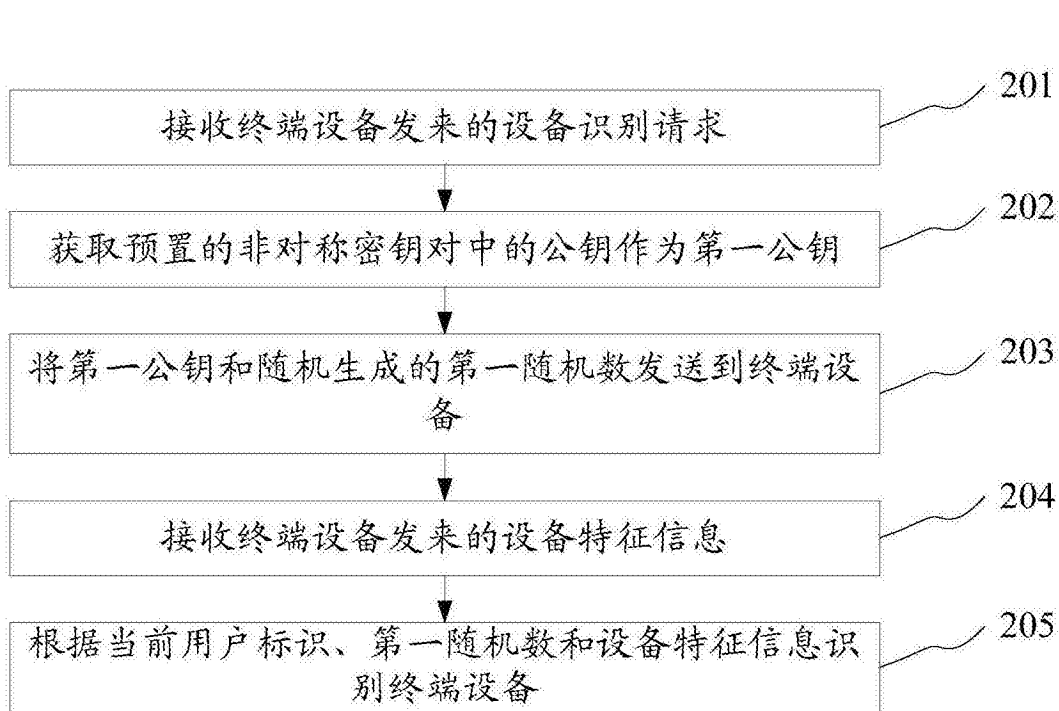 201
接收终端设备发来的设备识别请求
202
获取预置的非对称密钥对中的公钥作为第一公钥
203
将第一公钥和随机生成的第一随机数发送到终端设
备
204
接收终端设备发来的设备特征信息
205
根据当前用户标识、第一随机数和设备特征信息识
别终端设备